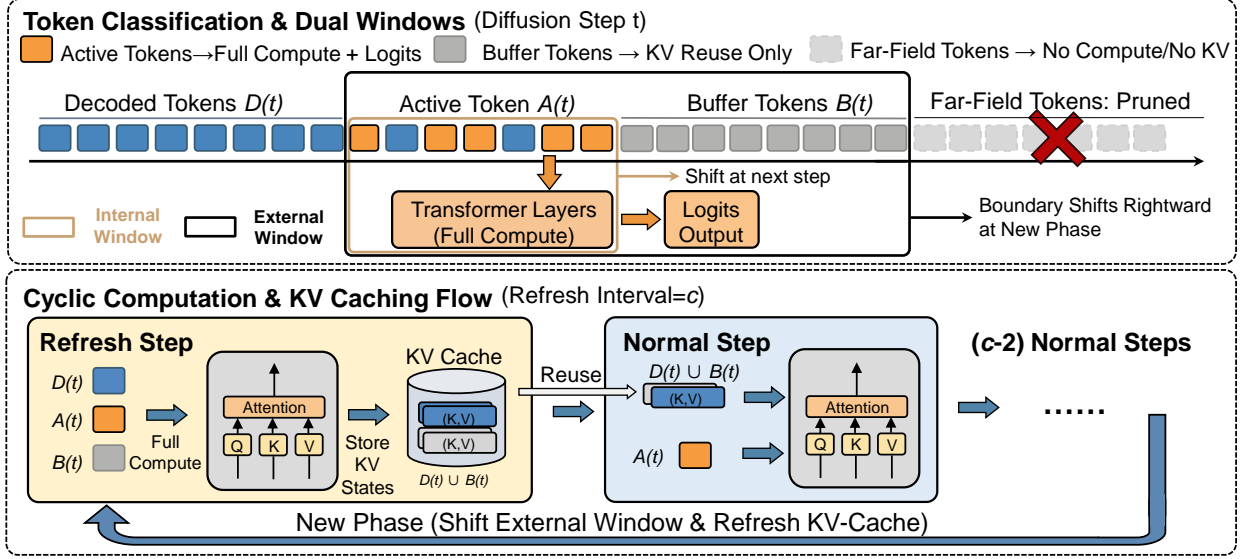 Token Classification & Dual Windows (Diffusion Step t)
Active Tokens→Full Compute + Logits
Buffer Tokens → KV Reuse Only
Far-Field Tokens → No Compute/No KV
Decoded Tokens D(t)
Active Token A(t)
Buffer Tokens B(t)
Far-Field Tokens: Pruned
Shift at next step
Internal
Window
External
Window
Transformer Layers
(Full Compute)
Logits
Output
Boundary Shifts Rightward
at New Phase
Cyclic Computation & KV Caching Flow (Refresh Interval=c)
Refresh Step
D(t)
A(t)
B(t)
Full
Compute
Attention
Q
K
V
Store
KV
States
KV Cache
(K,V)
(K,V)
D(t) ∪ B(t)
Reuse
Normal Step
D(t) ∪ B(t)
(K,V)
A(t)
Attention
Q
K
V
(c-2) Normal Steps
......
New Phase (Shift External Window & Refresh KV-Cache)